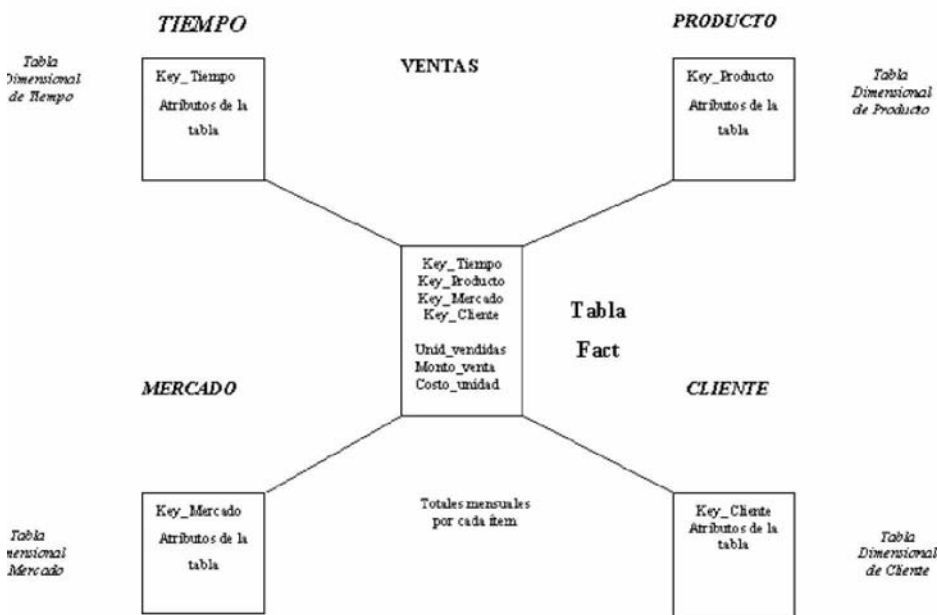 TIEMPO
PRODUCTO
VENTAS
Tabla
Dimensional
de Tiempo
Key_Tiempo
Atributos de la
tabla
Key_Producto
Atributos de la
tabla
Tabla
Dimensional
de Producto
Key_Tiempo
Key_Producto
Key_Mercado
Key_Cliente
Unid_vendidas
Monto_venta
Costo_unidad
Tabla
Fact
MERCADO
CLIENTE
Tabla
mensional
Mercado
Key_Mercado
Atributos de la
tabla
Totales mensuales
por cada ítem
Key_Cliente
Atributos de la
tabla
Tabla
Dimensional
de Cliente